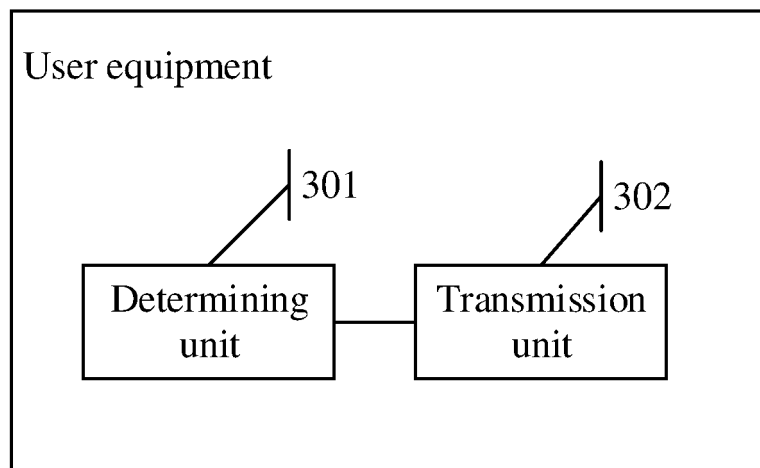 User equipment
301
302
Determining
unit
Transmission
unit